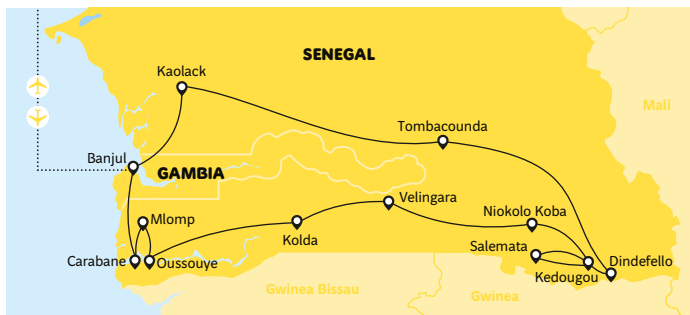 SENEGAL
Kaolack
Mali
Tombacounda
Banjul
GAMBIA
Velingara
Mlomp
Niokolo Koba
Kolda
Salemata
Carabane
Oussouye
Dindefello
Kedougou
Gwinea Bissau
Gwinea